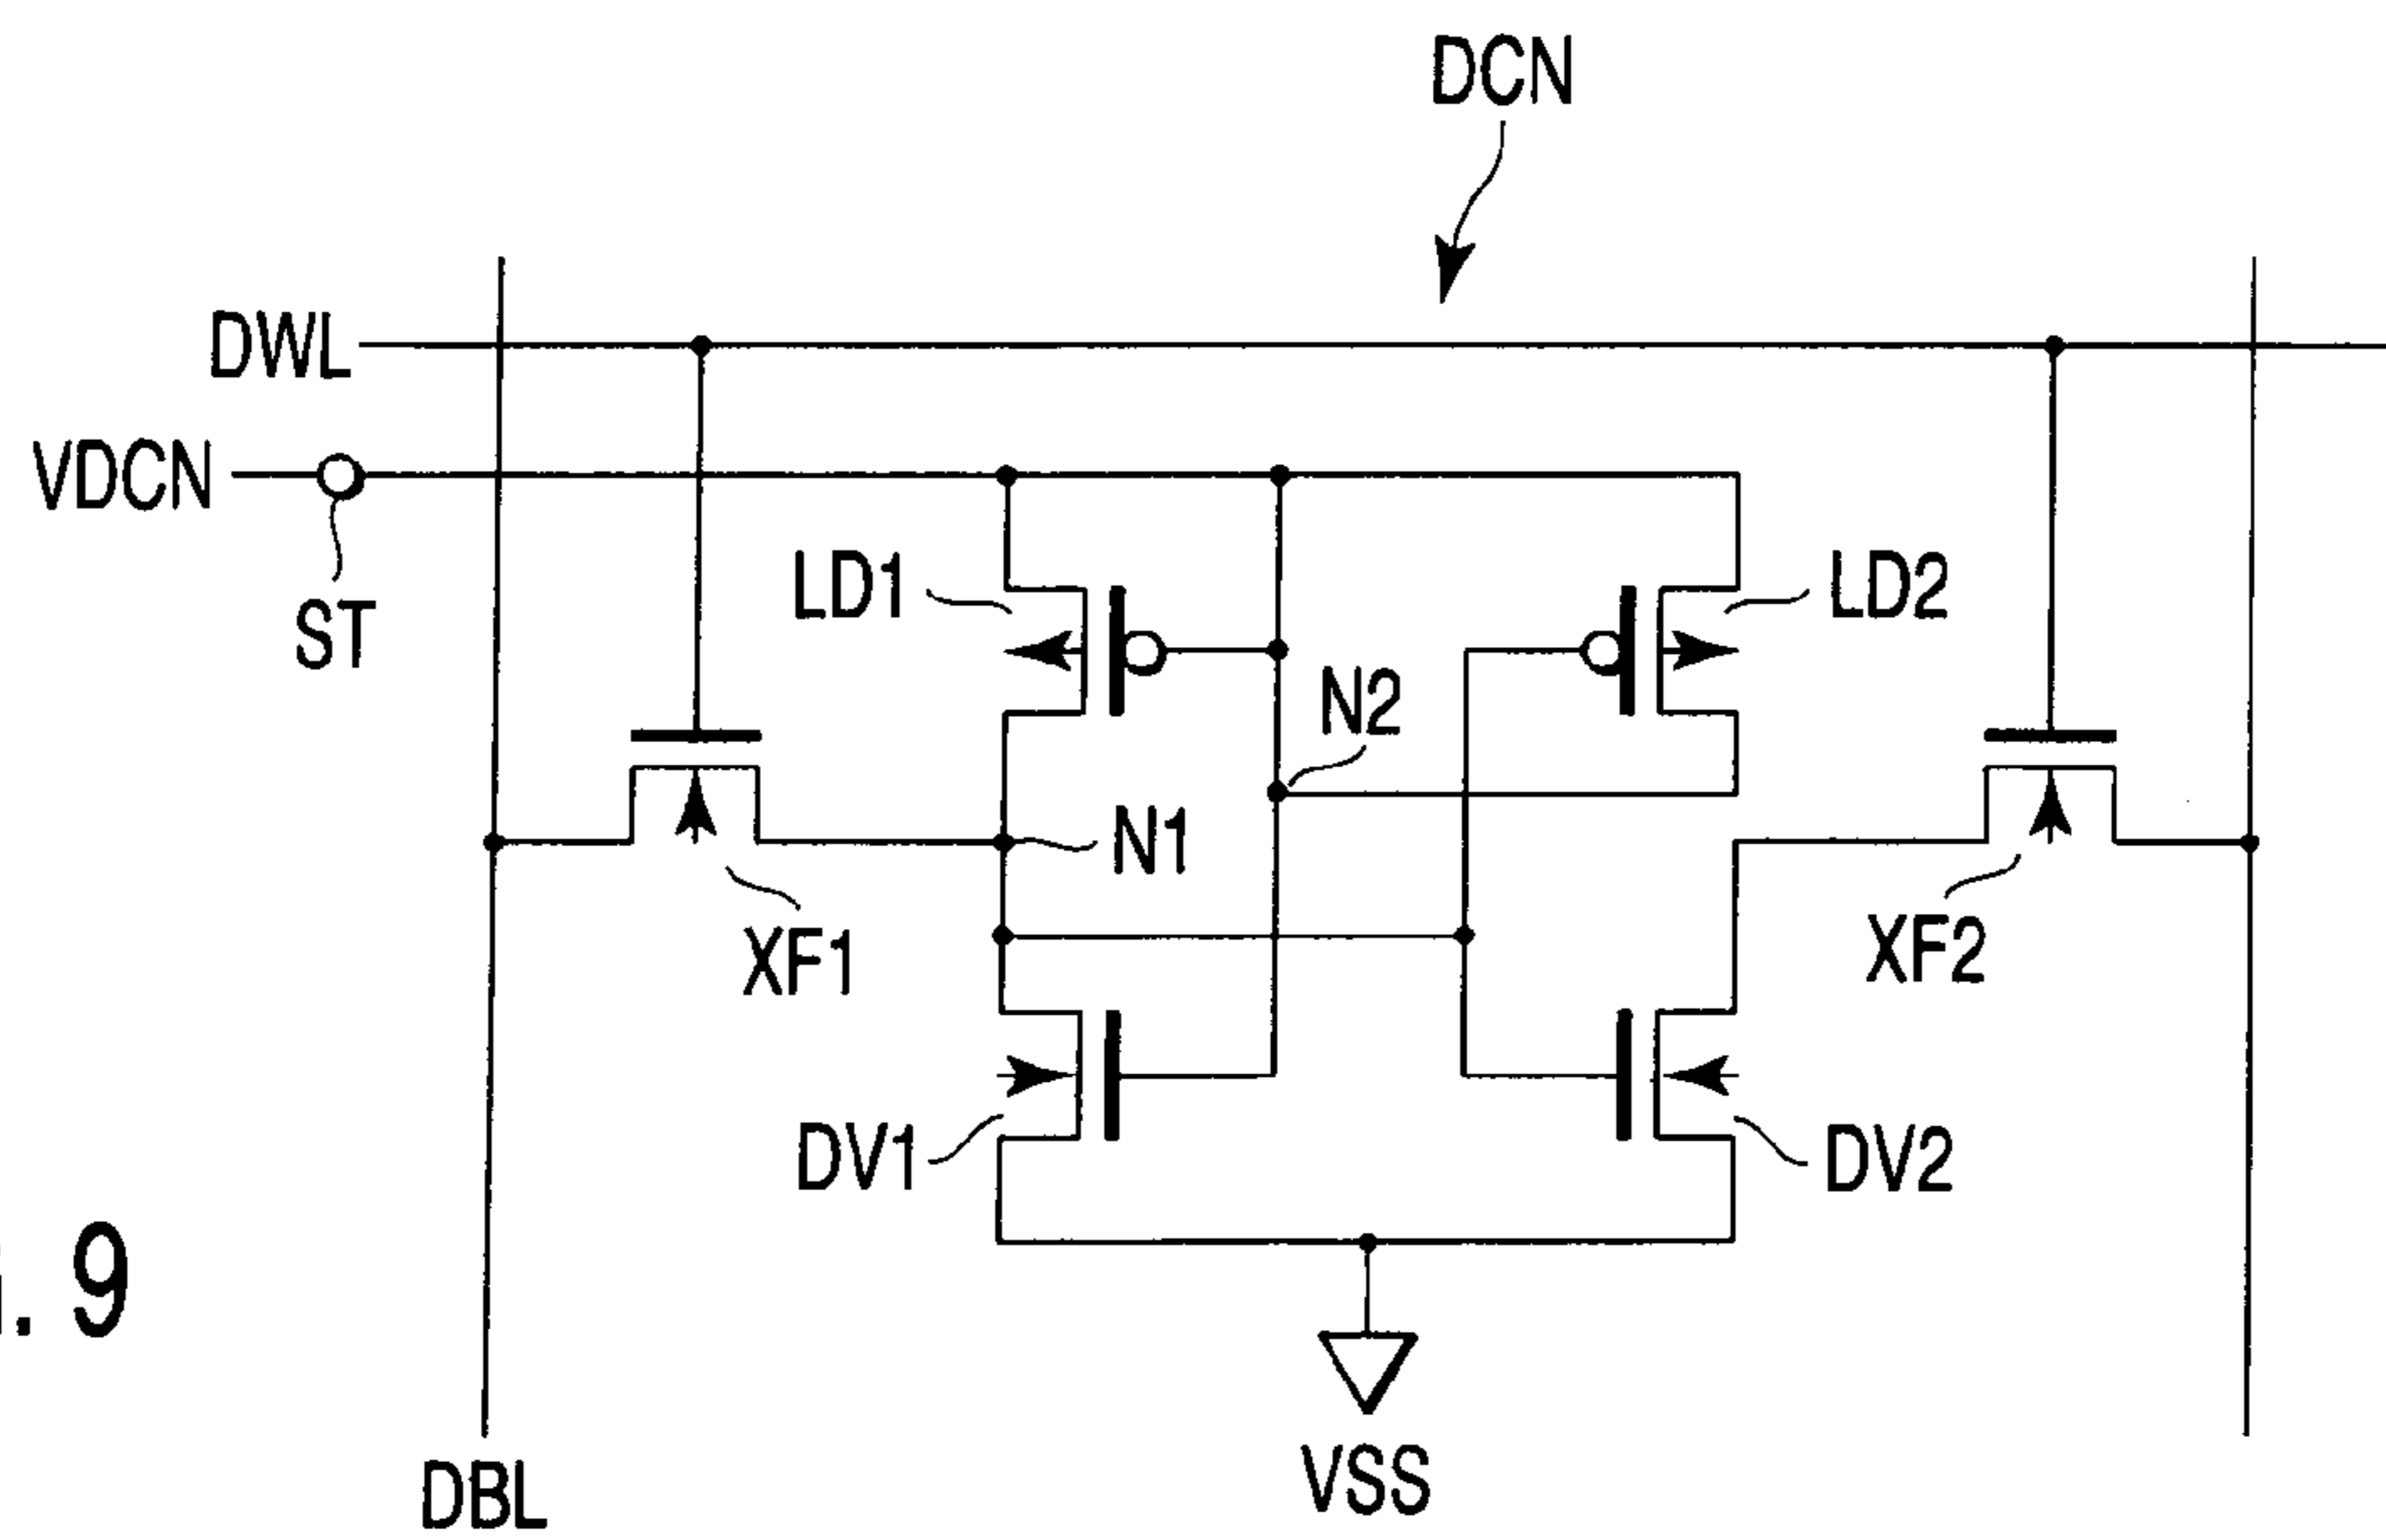 DCN
DWL
VDCN
ST
LD1
LD2
N2
N1
XF1
XF2
DV1
DV2
. 9
DBL
VSS